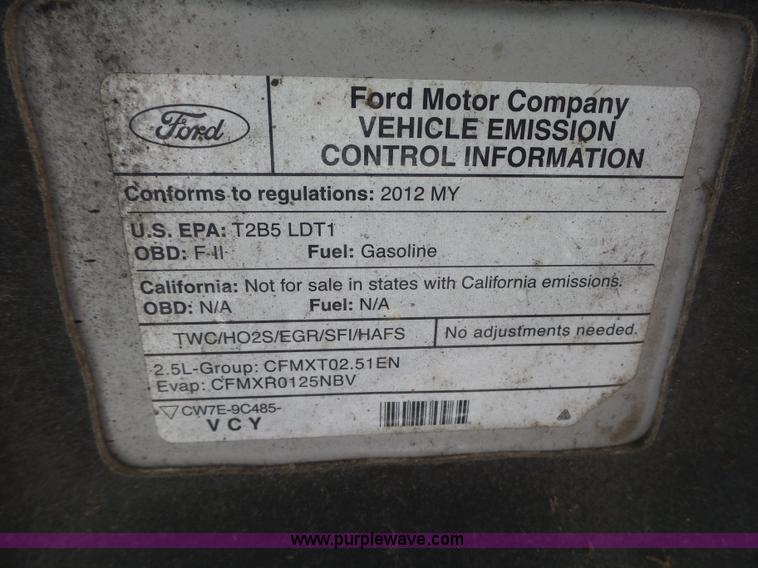 Ford
Ford Motor Company
VEHICLE EMISSION
CONTROL INFORMATION
Conforms to regulations: 2012 MY
U.S. EPA: T2B5 LDT1
OBD: F-II Fuel: Gasoline
California: Not for sale in states with California emissions.
OBD: N/A Fuel: N/A
TWC/HO2S/EGR/SFI/HAFS No adjustments needed.
2.5L-Group: CFMXT02.51EN
Evap: CFMXR0125NBV
CW7E-9C485-
V C Y
www.purplewave.com